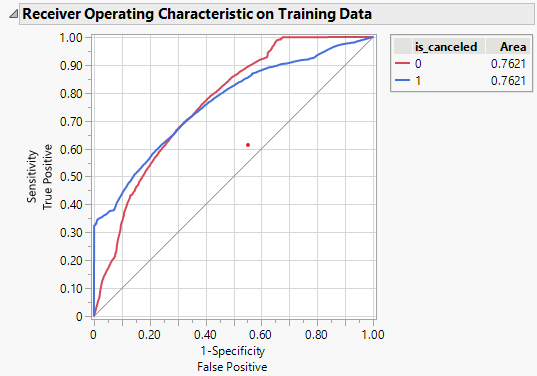 Receiver Operating Characteristic on Training Data
is_canceled Area
0 0.7621
1 0.7621
Sensitivity
True Positive
1.00
0.90
0.80
0.70
0.60
0.50
0.40
0.30
0.20
0.10
0
0 0.20 0.40 0.60 0.80 1.00
1-Specificity
False Positive